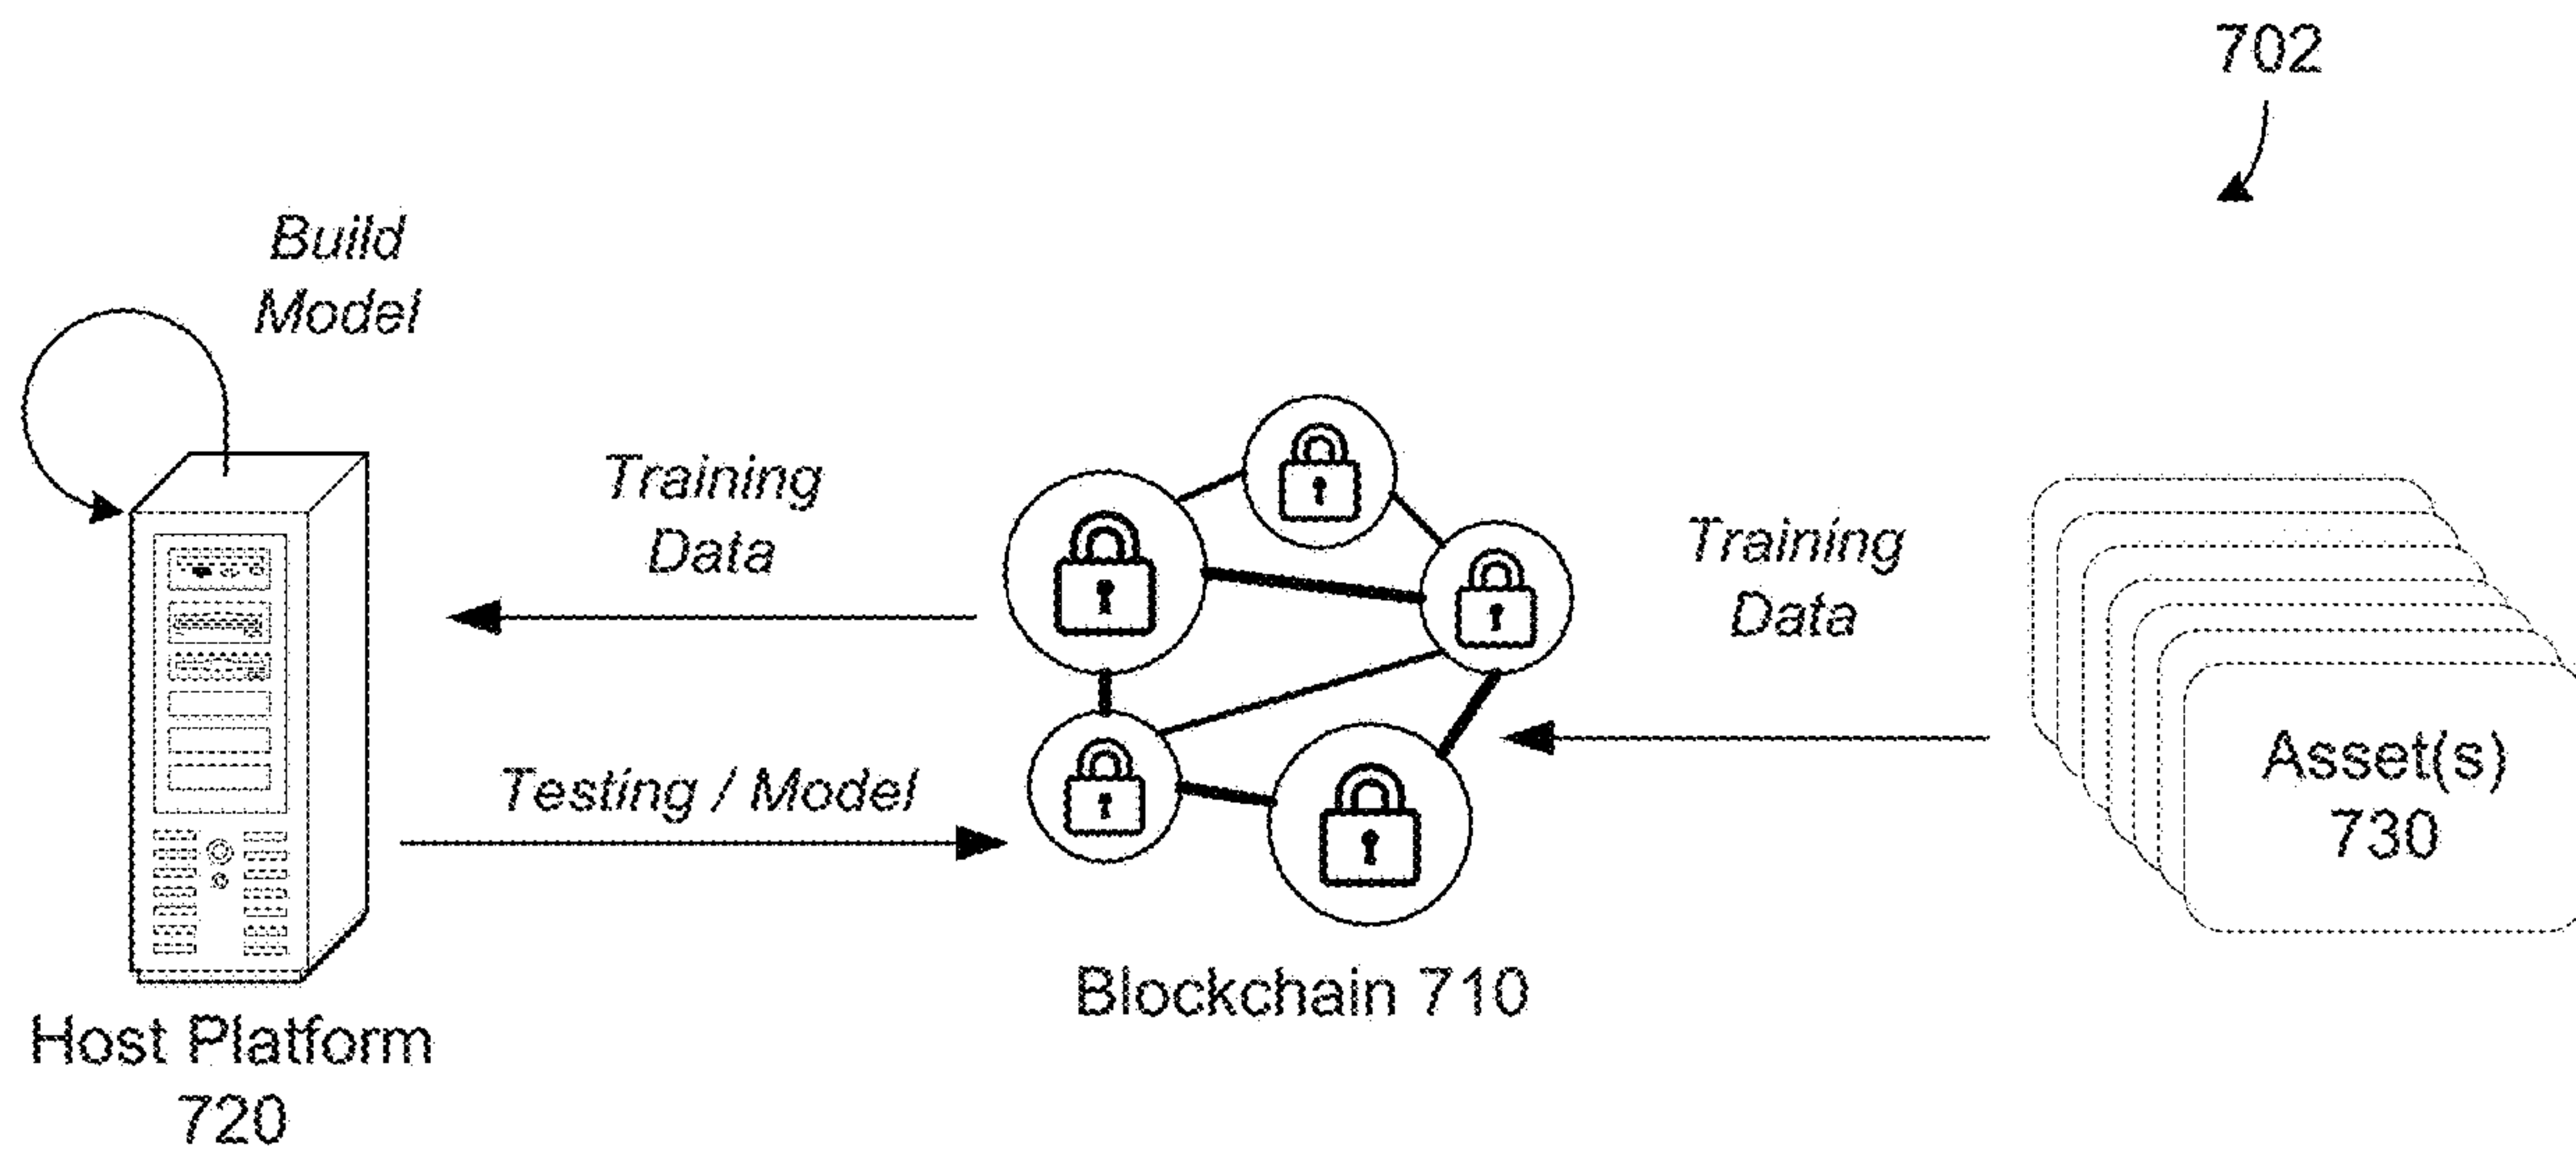 702
Build
Model
Training
Data
Training
Data
Testing / Model
Asset(s)
730
Blockchain 710
Host Platform
720